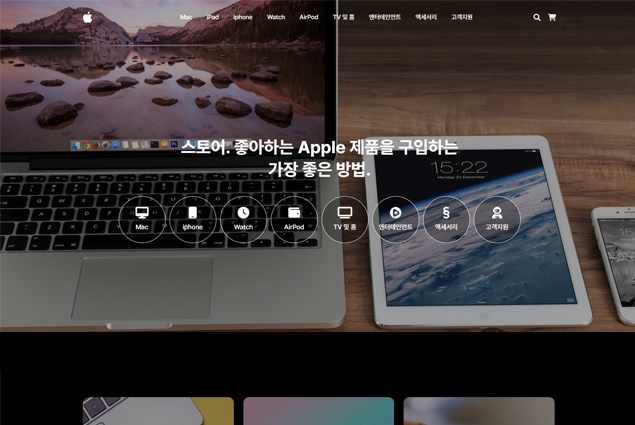 Mac iPad iphone Watch AirPod TV 및 홈 엔터테인먼트 액세서리 고객지원
스토어. 좋아하는 Apple 제품을 구입하는
가장 좋은 방법.
15:22
Monday 22 December
Mac iphone Watch AirPod TV 및 홈 엔터테인먼트 액세서리 고객지원